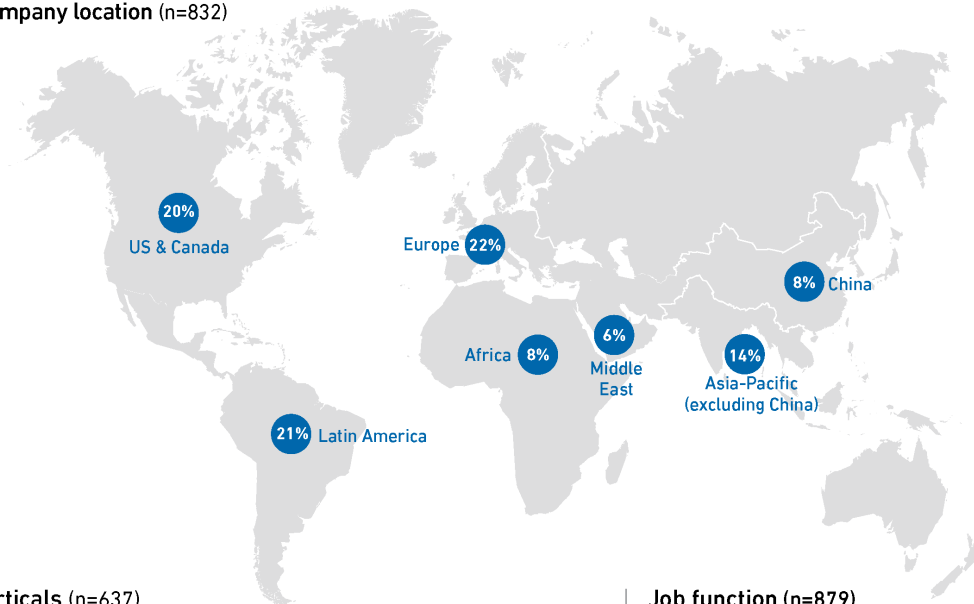 mpany location (n=832)
20%
US & Canada
Europe 22%
8% China
6%
Middle
East
Africa 8%
14%
Asia-Pacific
(excluding China)
21% Latin America
rticals (n=637)
Job function (n=879)